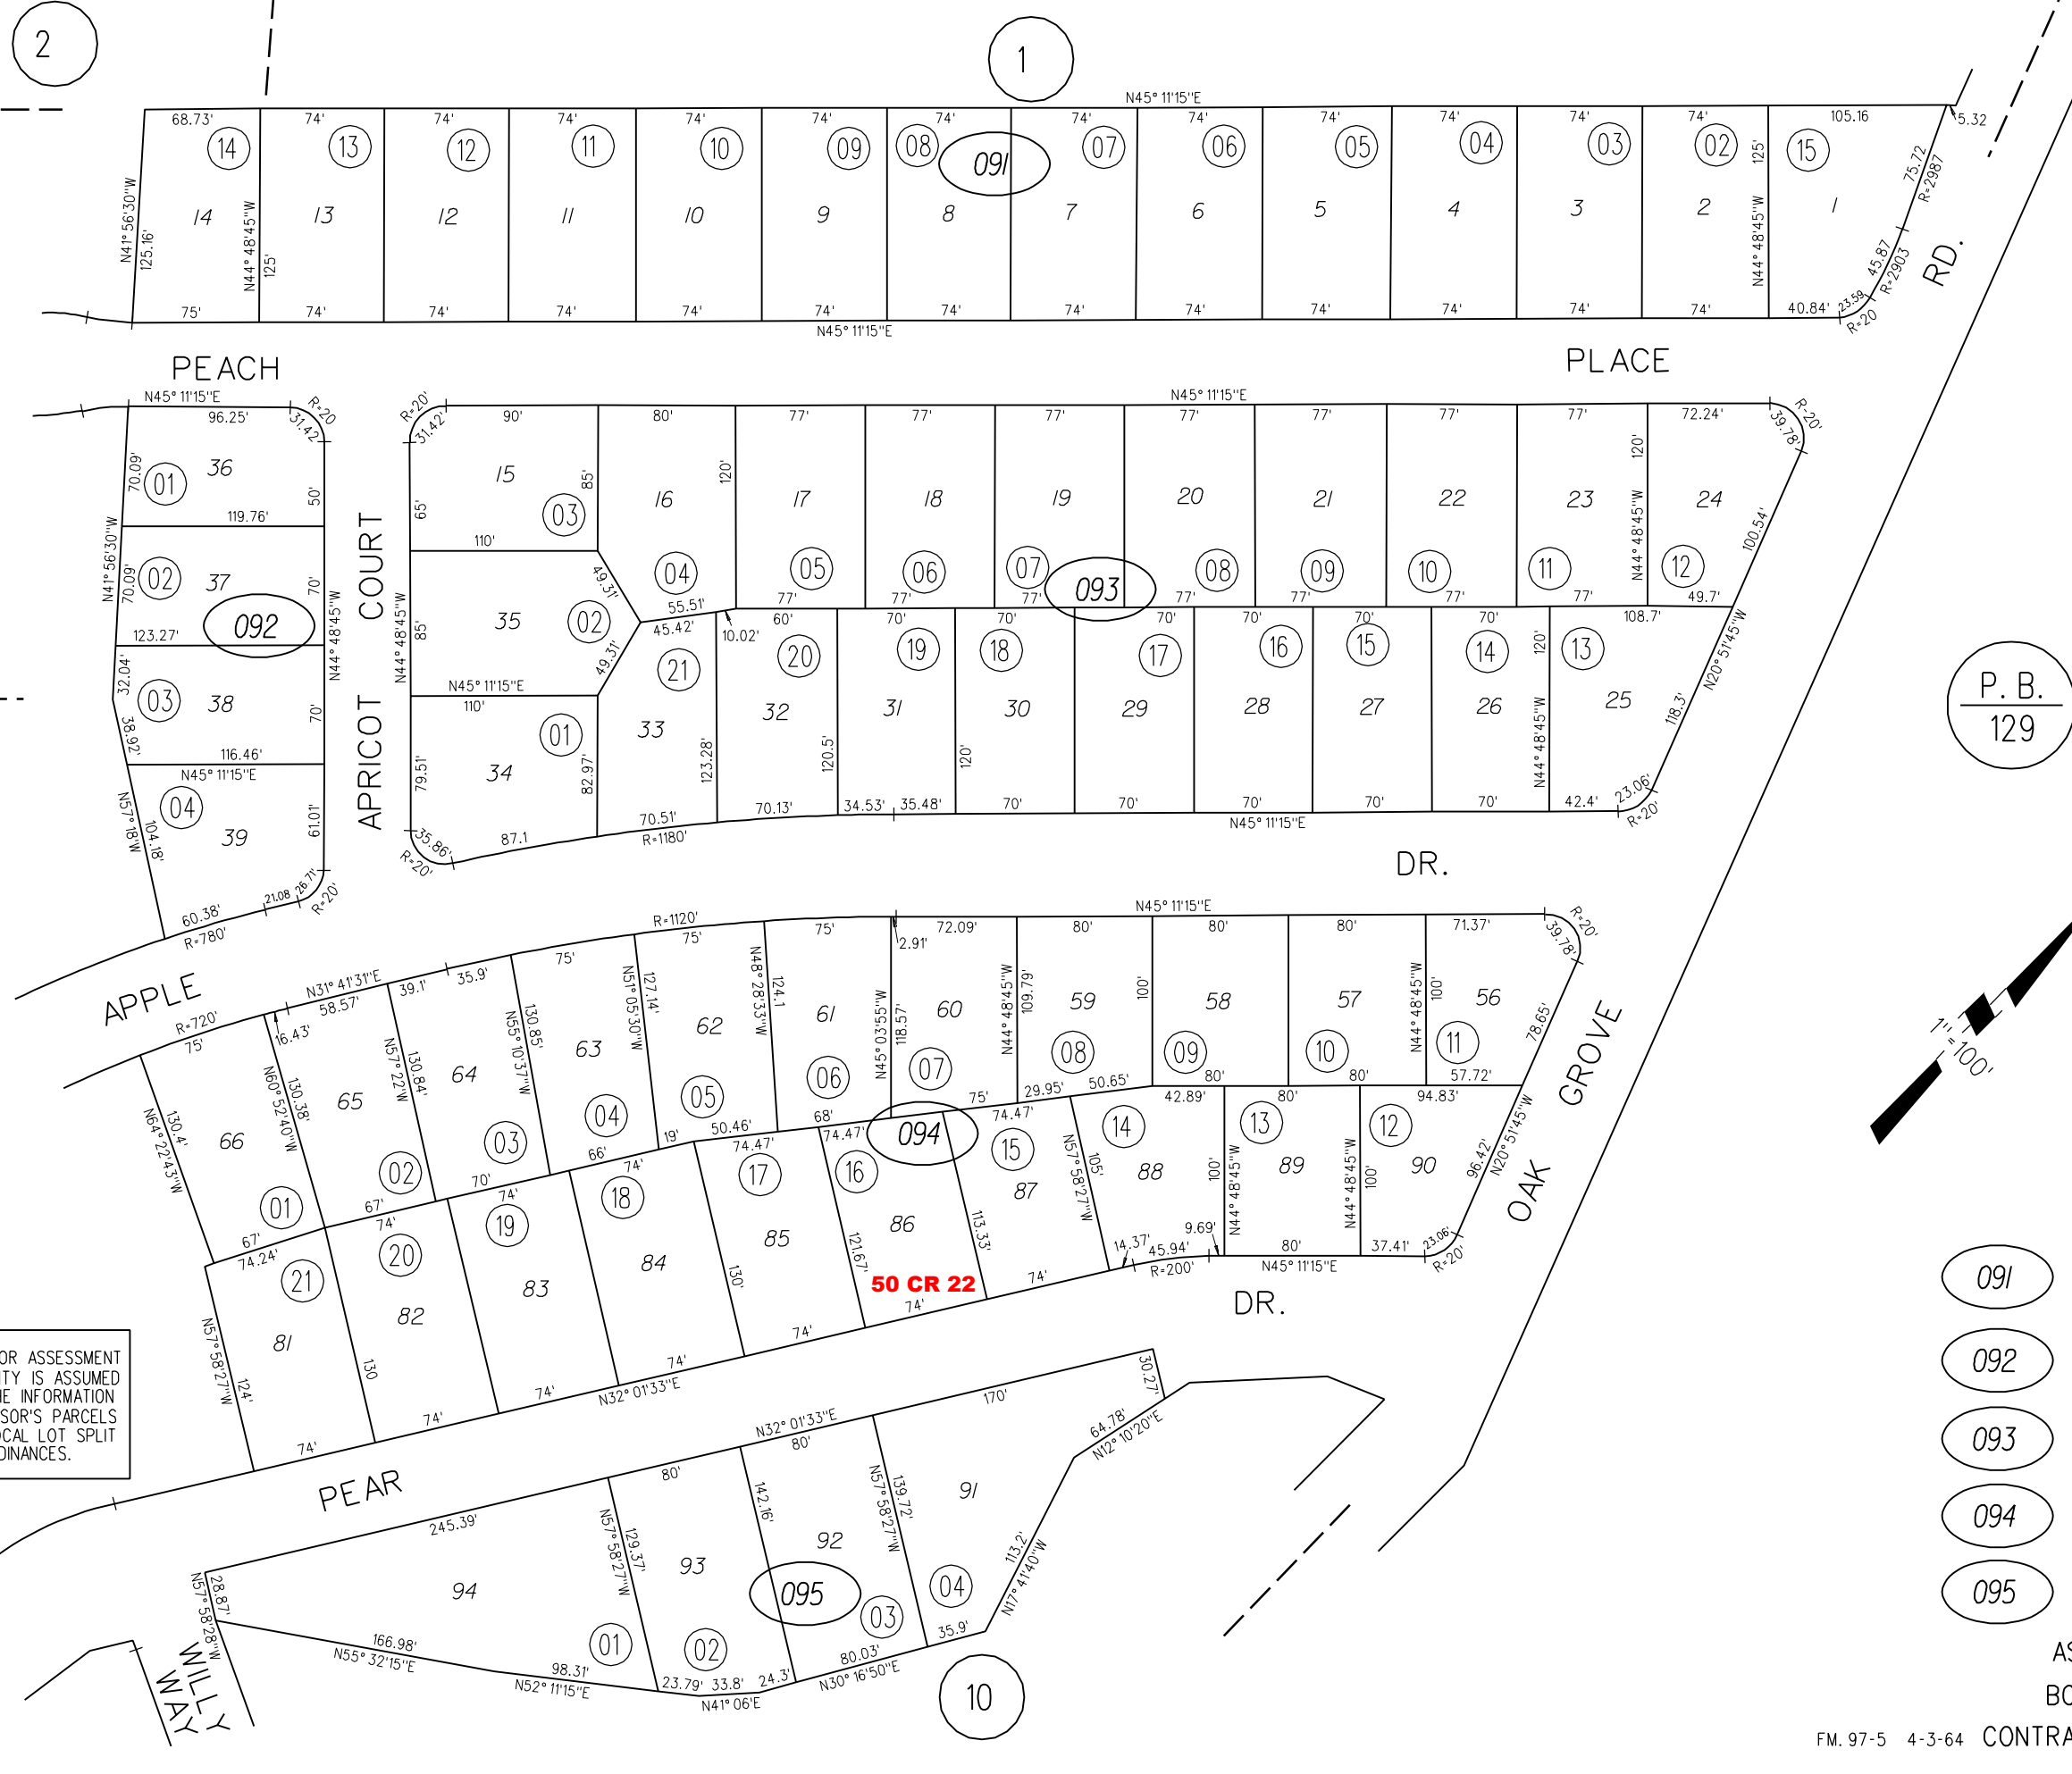 2
1
N45° 11'15"E
68.73' 74' 74' 74' 74' 74' 74' 74' 74' 74' 74' 74' 74' 105.16 5.32
14 13 12 11 10 09 08 07 06 05 04 03 02 15
091
N41° 56'30"W 125.16' N44° 48'45"W 125' 125' N44° 48'45"W 75.72 R=2987
14 13 12 11 10 9 8 7 6 5 4 3 2 1
45.87 R=2903
75' 74' 74' 74' 74' 74' 74' 74' 74' 74' 74' 74' 74' 40.84' 23.59 R=20
N45° 11'15"E
RD.
PEACH PLACE
N45° 11'15"E R=20 R=20' N45° 11'15"E R=20'
96.25' 31.42' 31.42' 90' 80' 77' 77' 77' 77' 77' 77' 77' 72.24' 39.78'
70.09' 36 01 50' 65' 15 85' 03 120' 120'
16 17 18 19 20 21 22 23 24
119.76' 110' N44° 48'45"W 100.54'
04 05 06 07 08 09 10 11 12
N41° 56'30"W 02 37 70.09' 70' 49.31'
092
093
COURT
55.51' 77' 77' 77' 77' 77' 77' 77' 49.7'
123.27' N44° 48'45"W N44° 48'45"W 85' 35 02 49.31' 45.42' 10.02' 60' 70' 70' 70' 70' 70' 70' 108.7'
21 20 19 18 17 16 15 14 120' 13
32.04' 03 38 70' N45° 11'15"E 110' N20° 51'45"W
38.92' 116.46' N45° 11'15"E
APRICOT
01 34 79.51' 82.97'
33 32 31 30 29 28 27 26 25
123.28' 120.5' 120' N44° 48'45"W 118.3'
04 39 N57° 18'W 104.18' 61.01'
35.86' R=20' 87.1 70.51' R=1180' 70.13' 34.53' 35.48' 70' 70' 70' 70' 70' N45° 11'15"E 42.4' 23.06' R=20'
60.38' R=780' 21.08 26.71' R=20'
P. B.
129
DR.
APPLE
R=720' 75' 16.43' N31° 41'31"E 58.57' 39.1' 35.9' 75' R=1120' 75' 75' 2.91' 72.09' 80' N45° 11'15"E 80' 80' 71.37' R=20' 39.78'
N64° 22'43"W 130.4' N60° 52'40"W 130.38' N57° 22'W 130.84' N55° 10'37"W 130.85' N51° 05'30"W 127.14' N48° 28'33"W 124.1 N45° 03'55"W 118.57' N44° 48'45"W 109.79' 100' N44° 48'45"W 100' 78.65'
66 65 64 63 62 61 60 59 58 57 56
01 02 03 04 05 06 07 08 09 10 11
67' 67' 70' 66' 19' 50.46' 68' 75' 29.95' 50.65' 80' 80' 57.72'
094
74.24' 74' 74' 74' 74.47' 74.47' 74.47' 42.89' 80' 94.83'
21 20 19 18 17 16 15 14 13 12
81 82 83 84 85 86 87 88 89 90
N57° 58'27"W 124' 130 130' 121.67' 113.33' N57° 58'27"W 105' 100' N44° 48'45"W N44° 48'45"W 100' 96.42' N20° 51'45"W
50 CR 22
74' 74' 74' N32° 01'33"E 74' 74' 74' 74' 14.37' 45.94' R=200' 9.69' 80' N45° 11'15"E 37.41' 23.06' R=20'
OAK GROVE
1"=100'
DR.
PEAR
OR ASSESSMENT
ITY IS ASSUMED
HE INFORMATION
SOR'S PARCELS
OCAL LOT SPLIT
DINANCES.
245.39' 80' N32° 01'33"E 80' 170' 30.27'
64.78' N12° 10'20"E
N57° 58'28"W 28.87' N57° 58'27"W 129.37' 142.16' N57° 58'27"W 139.72' 113.2' N17° 41'40"W
94 93 92 91
095
01 02 03 04
166.98' N55° 32'15"E 98.31' N52° 11'15"E 23.79' 33.8' N41° 06'E 24.3' 80.03' N30° 16'50"E 35.9'
WILLY
WAY
10
091
092
093
094
095
AS
BO
FM. 97-5 4-3-64 CONTRA